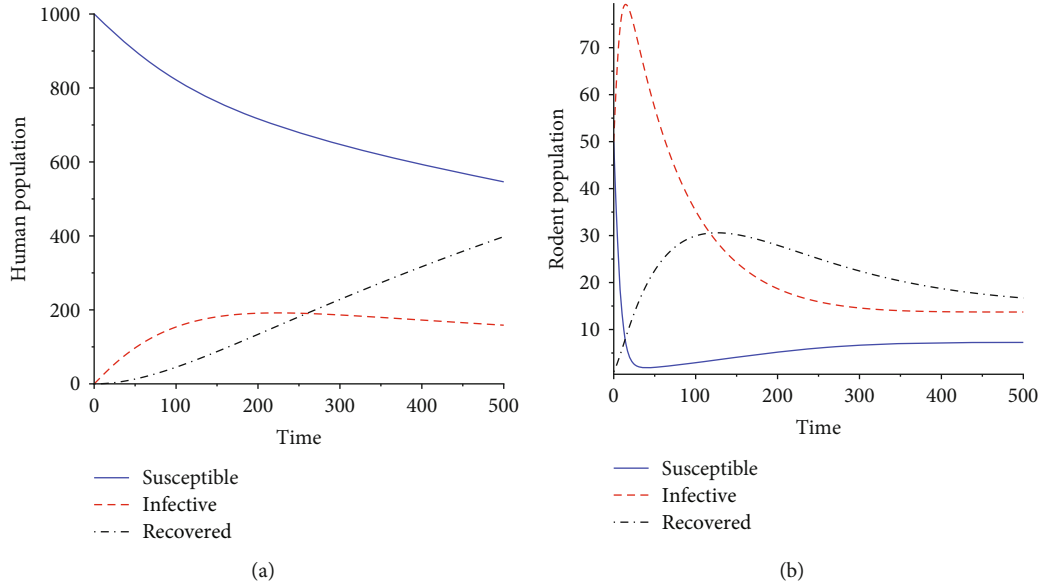 1000
800
600
400
200
0
Human population
0 100 200 300 400 500
Time
Susceptible
Infective
Recovered
(a)
70
60
50
40
30
20
10
Rodent population
0 100 200 300 400 500
Time
Susceptible
Infective
Recovered
(b)